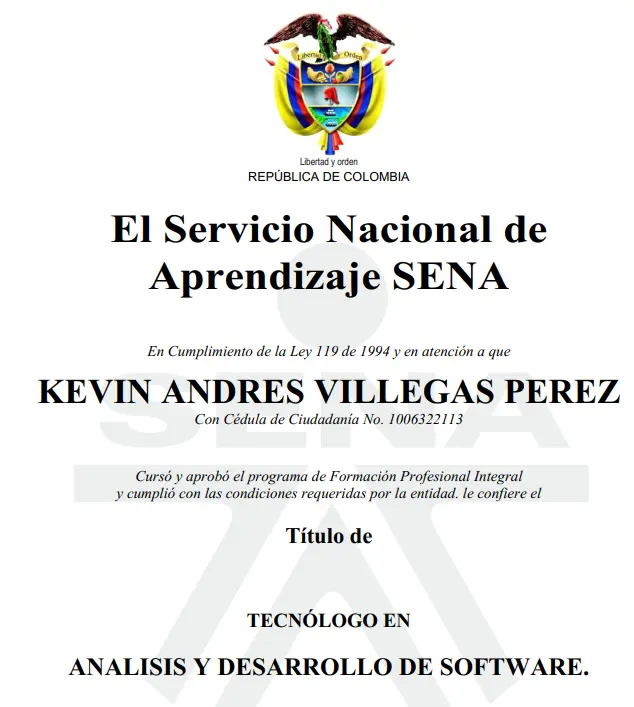 Libertad y Orden
Libertad y orden
REPÚBLICA DE COLOMBIA
El Servicio Nacional de
Aprendizaje SENA
En Cumplimiento de la Ley 119 de 1994 y en atención a que
KEVIN ANDRES VILLEGAS PEREZ
Con Cédula de Ciudadanía No. 1006322113
SENA
Cursó y aprobó el programa de Formación Profesional Integral
y cumplió con las condiciones requeridas por la entidad. le confiere el
Título de
TECNÓLOGO EN
ANALISIS Y DESARROLLO DE SOFTWARE.